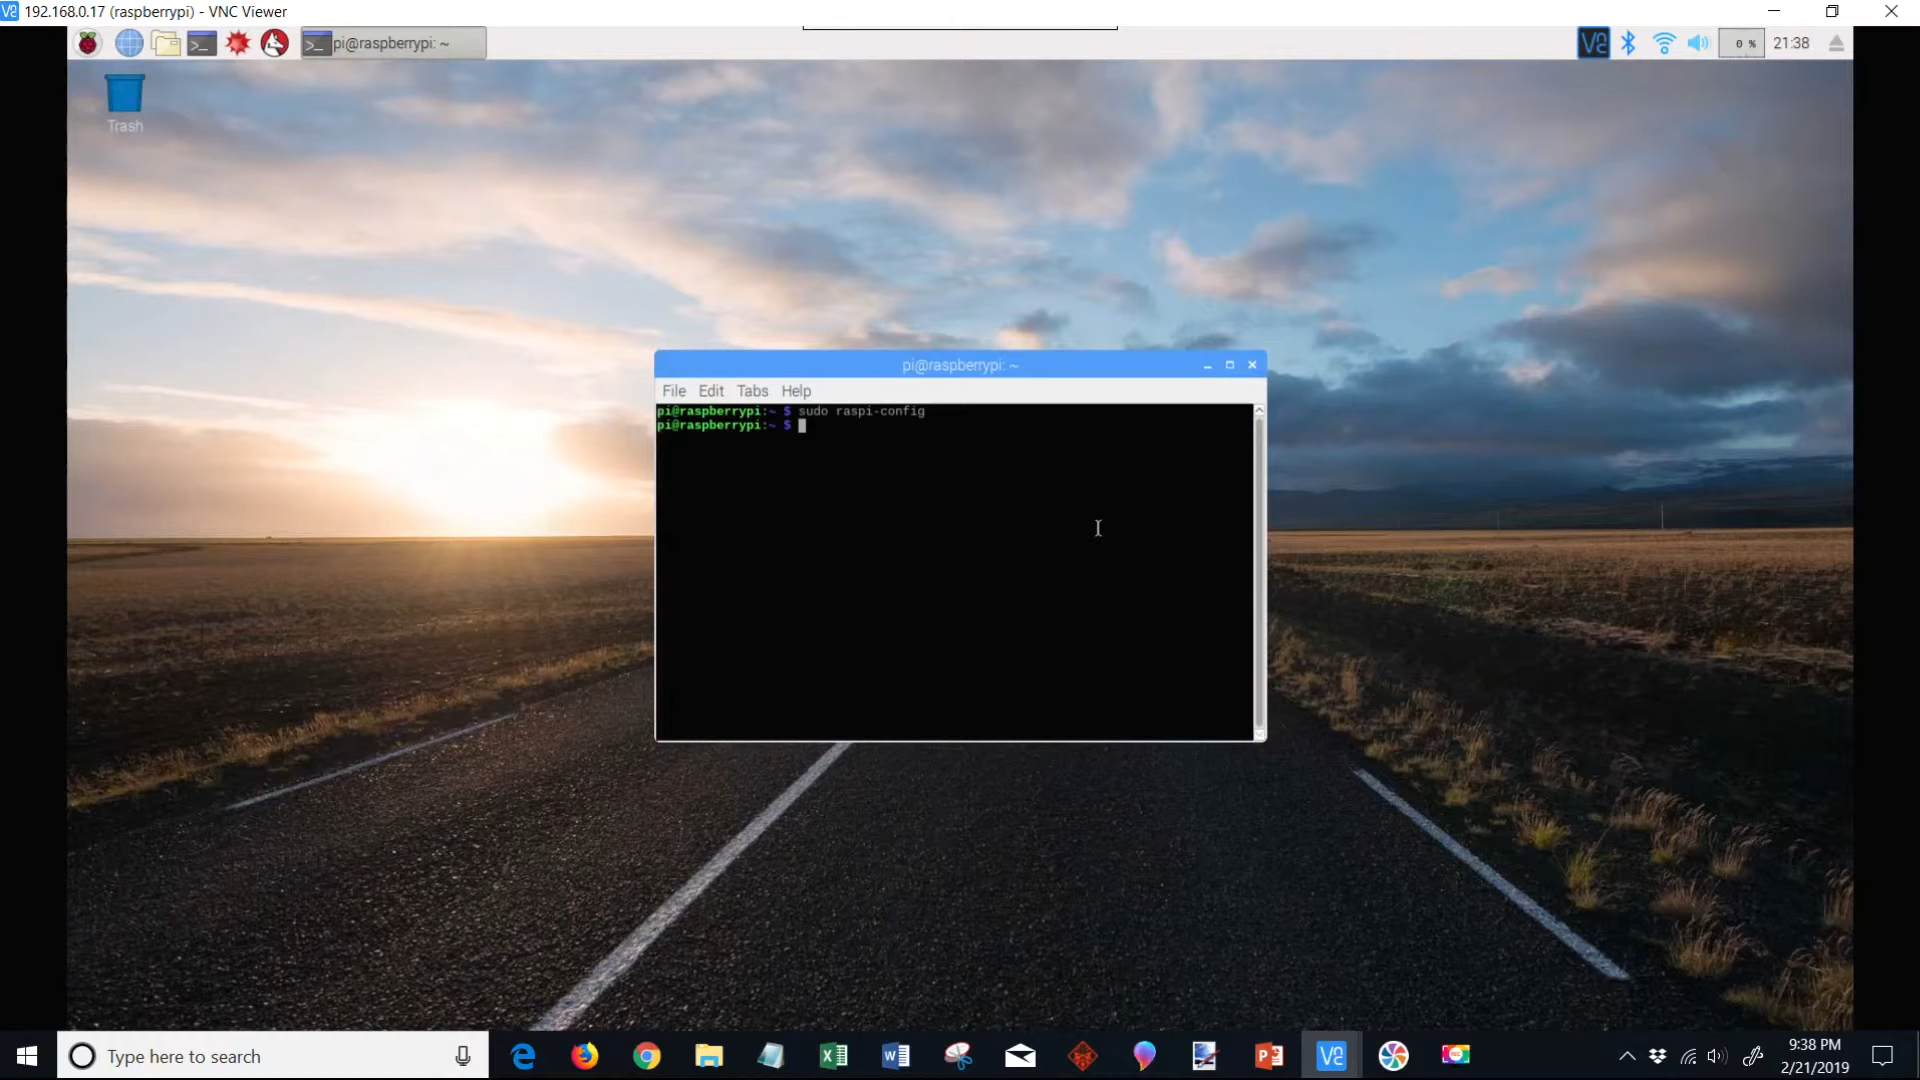 192.168.0.17 (raspberrypi) - VNC Viewer
pi@raspberrypi: ~
0 %
21:38
Trash
pi@raspberrypi: ~
File Edit Tabs Help
pi@raspberrypi:~ $ sudo raspi-config
pi@raspberrypi:~ $
Type here to search
9:38 PM
2/21/2019